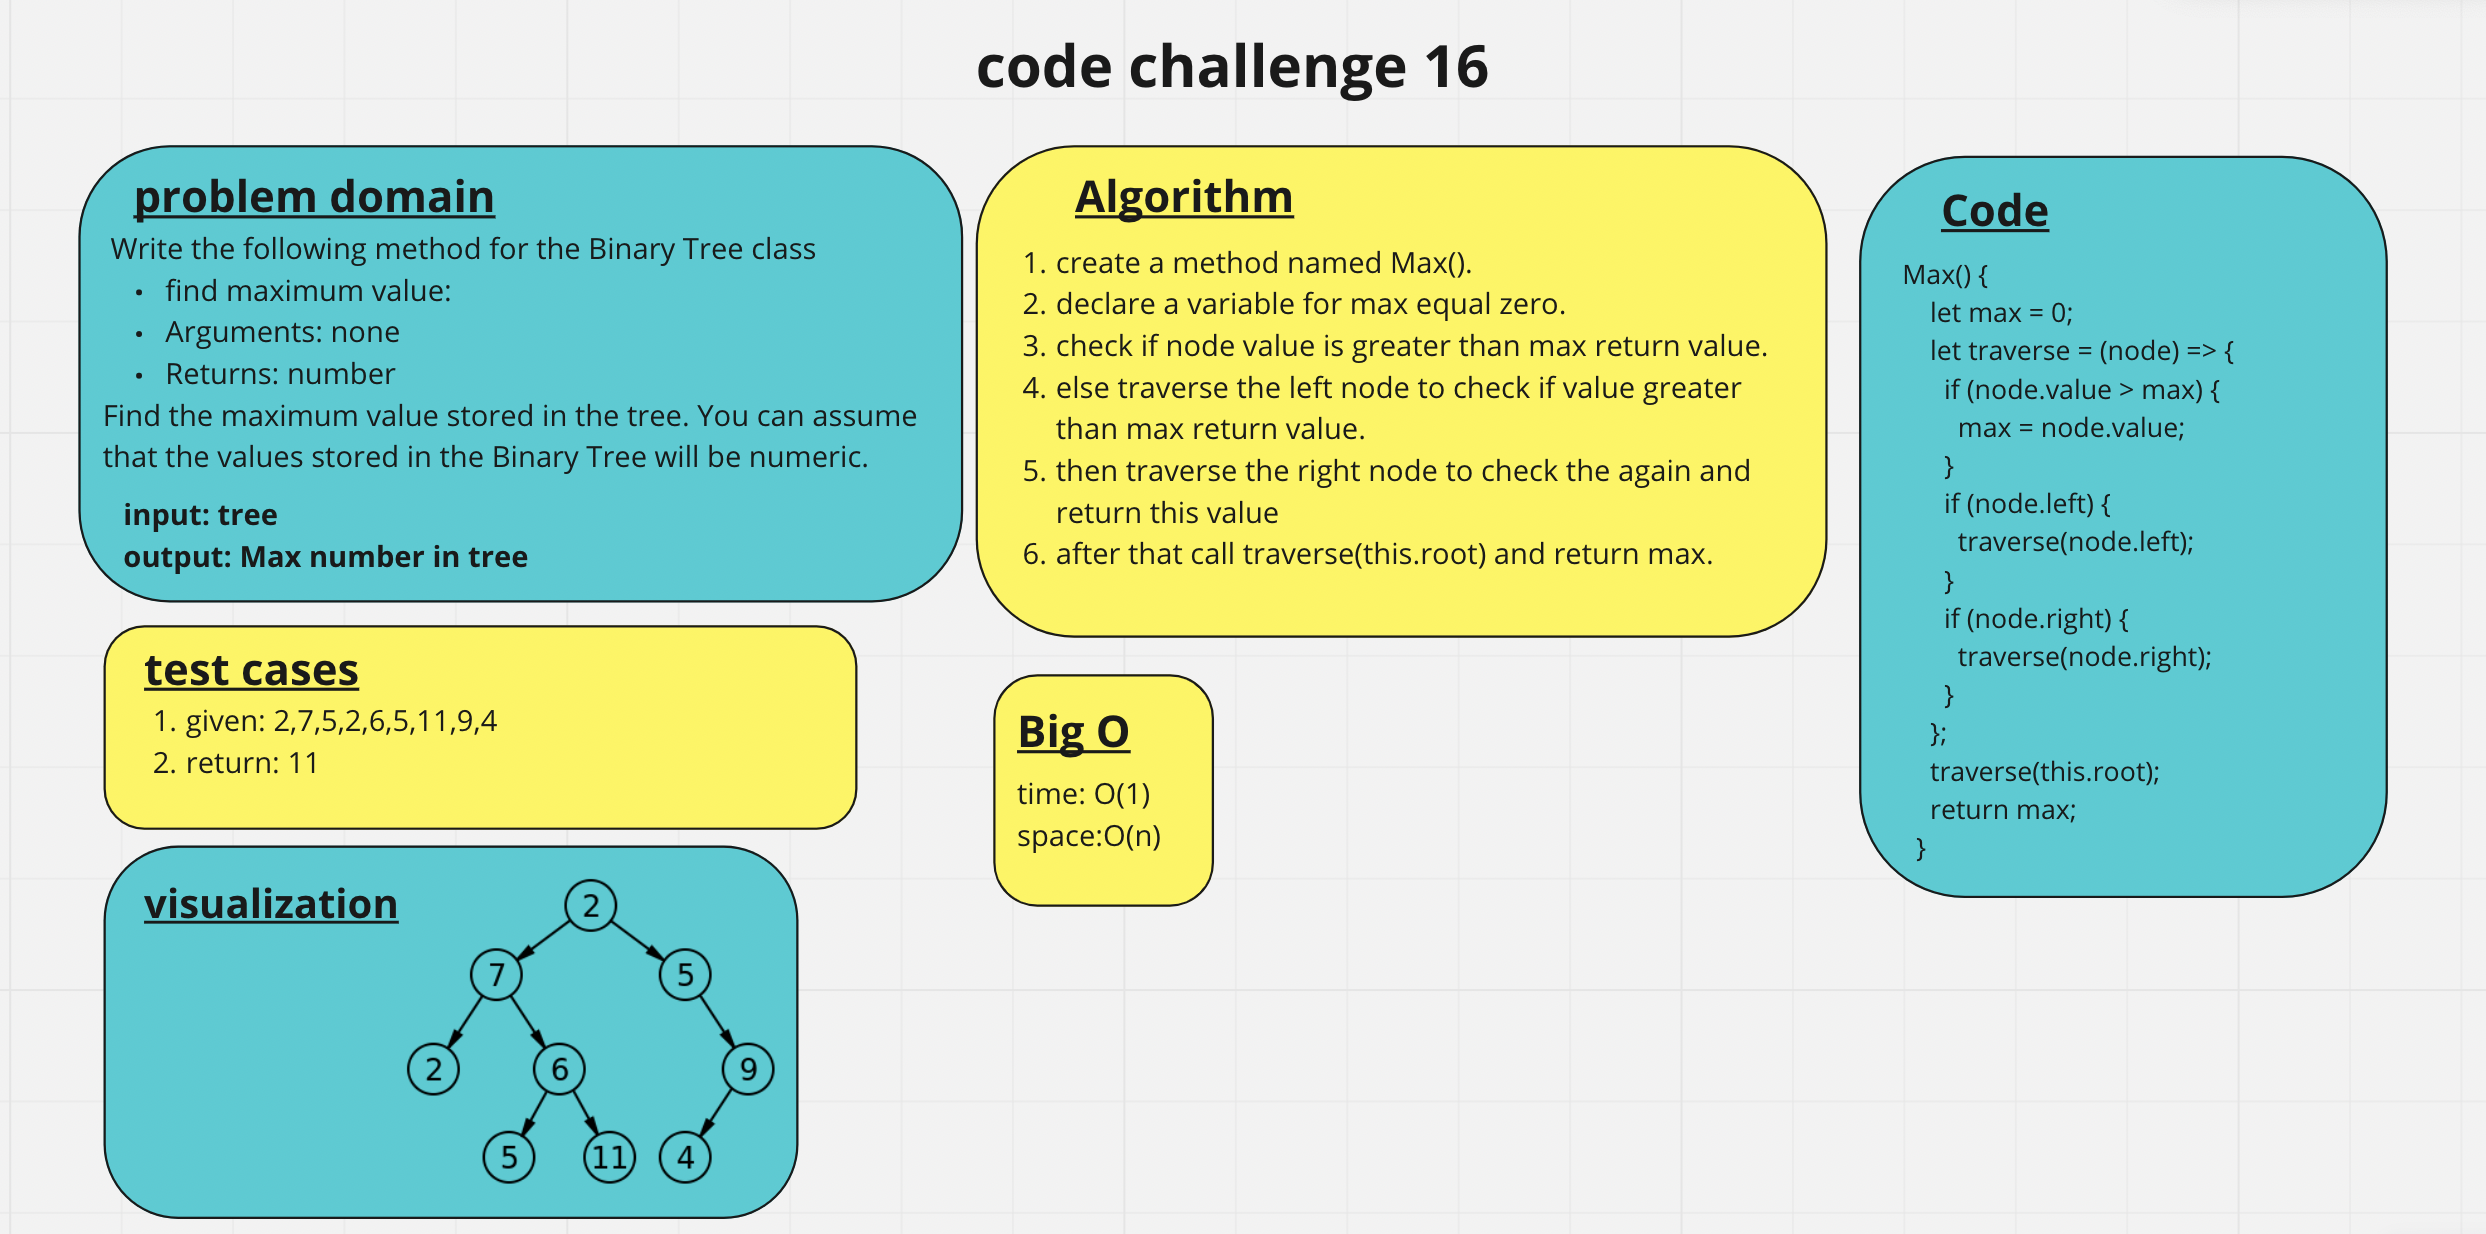 code challenge 16
problem domain
Write the following method for the Binary Tree class
• find maximum value:
• Arguments: none
• Returns: number
Find the maximum value stored in the tree. You can assume
that the values stored in the Binary Tree will be numeric.
input: tree
output: Max number in tree
test cases
1. given: 2,7,5,2,6,5,11,9,4
2. return: 11
visualization
2
7 5
2 6 9
5 11 4
Algorithm
1. create a method named Max().
2. declare a variable for max equal zero.
3. check if node value is greater than max return value.
4. else traverse the left node to check if value greater
than max return value.
5. then traverse the right node to check the again and
return this value
6. after that call traverse(this.root) and return max.
Big O
time: O(1)
space:O(n)
Code
Max() {
let max = 0;
let traverse = (node) => {
if (node.value > max) {
max = node.value;
}
if (node.left) {
traverse(node.left);
}
if (node.right) {
traverse(node.right);
}
};
traverse(this.root);
return max;
}